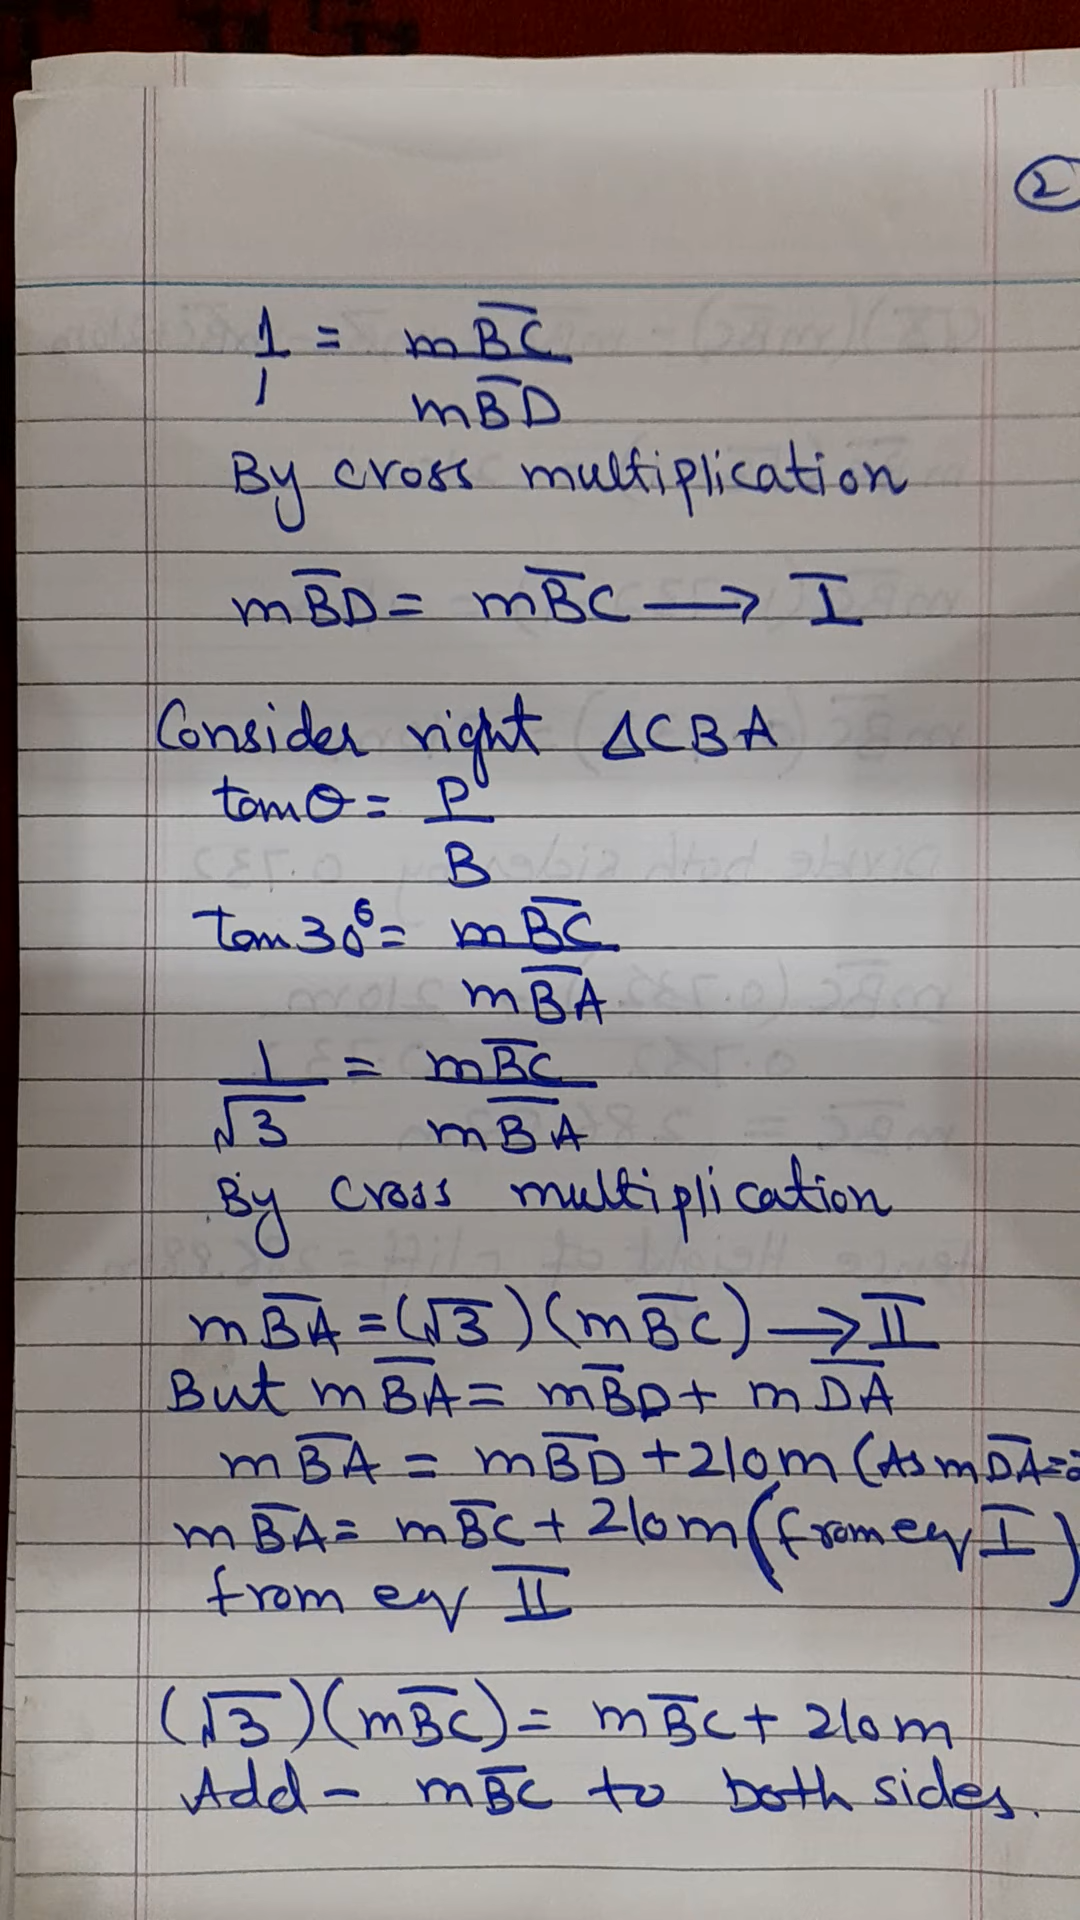 2
1/1 = mB̅C̅/mB̅D̅
By cross multiplication
mB̅D̅ = mB̅C̅ → I
Consider right ΔCBA
tanθ = P/B
tan30° = mB̅C̅/mB̅A̅
1/√3 = mB̅C̅/mB̅A̅
By cross multiplication
mB̅A̅ = (√3)(mB̅C̅) → II
But mB̅A̅ = mB̅D̅ + mD̅A̅
mB̅A̅ = mB̅D̅ + 210m (As mD̅A̅ =
mB̅A̅ = mB̅C̅ + 210m (from eq I)
from eq II
(√3)(mB̅C̅) = mB̅C̅ + 210m
Add - mB̅C̅ to both sides.